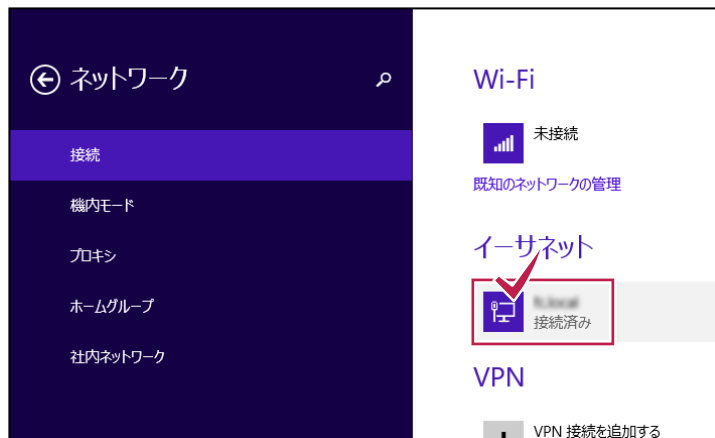 ネットワーク
接続
機内モード
プロキシ
ホームグループ
社内ネットワーク
Wi-Fi
未接続
既知のネットワークの管理
イーサネット
接続済み
VPN
VPN 接続を追加する